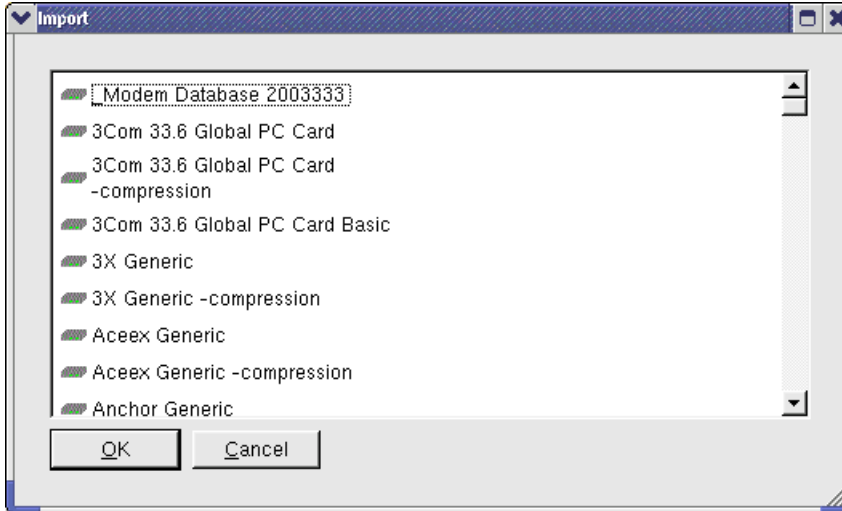 Import
_Modem Database 2003333
3Com 33.6 Global PC Card
3Com 33.6 Global PC Card
-compression
3Com 33.6 Global PC Card Basic
3X Generic
3X Generic -compression
Aceex Generic
Aceex Generic -compression
Anchor Generic
OK
Cancel